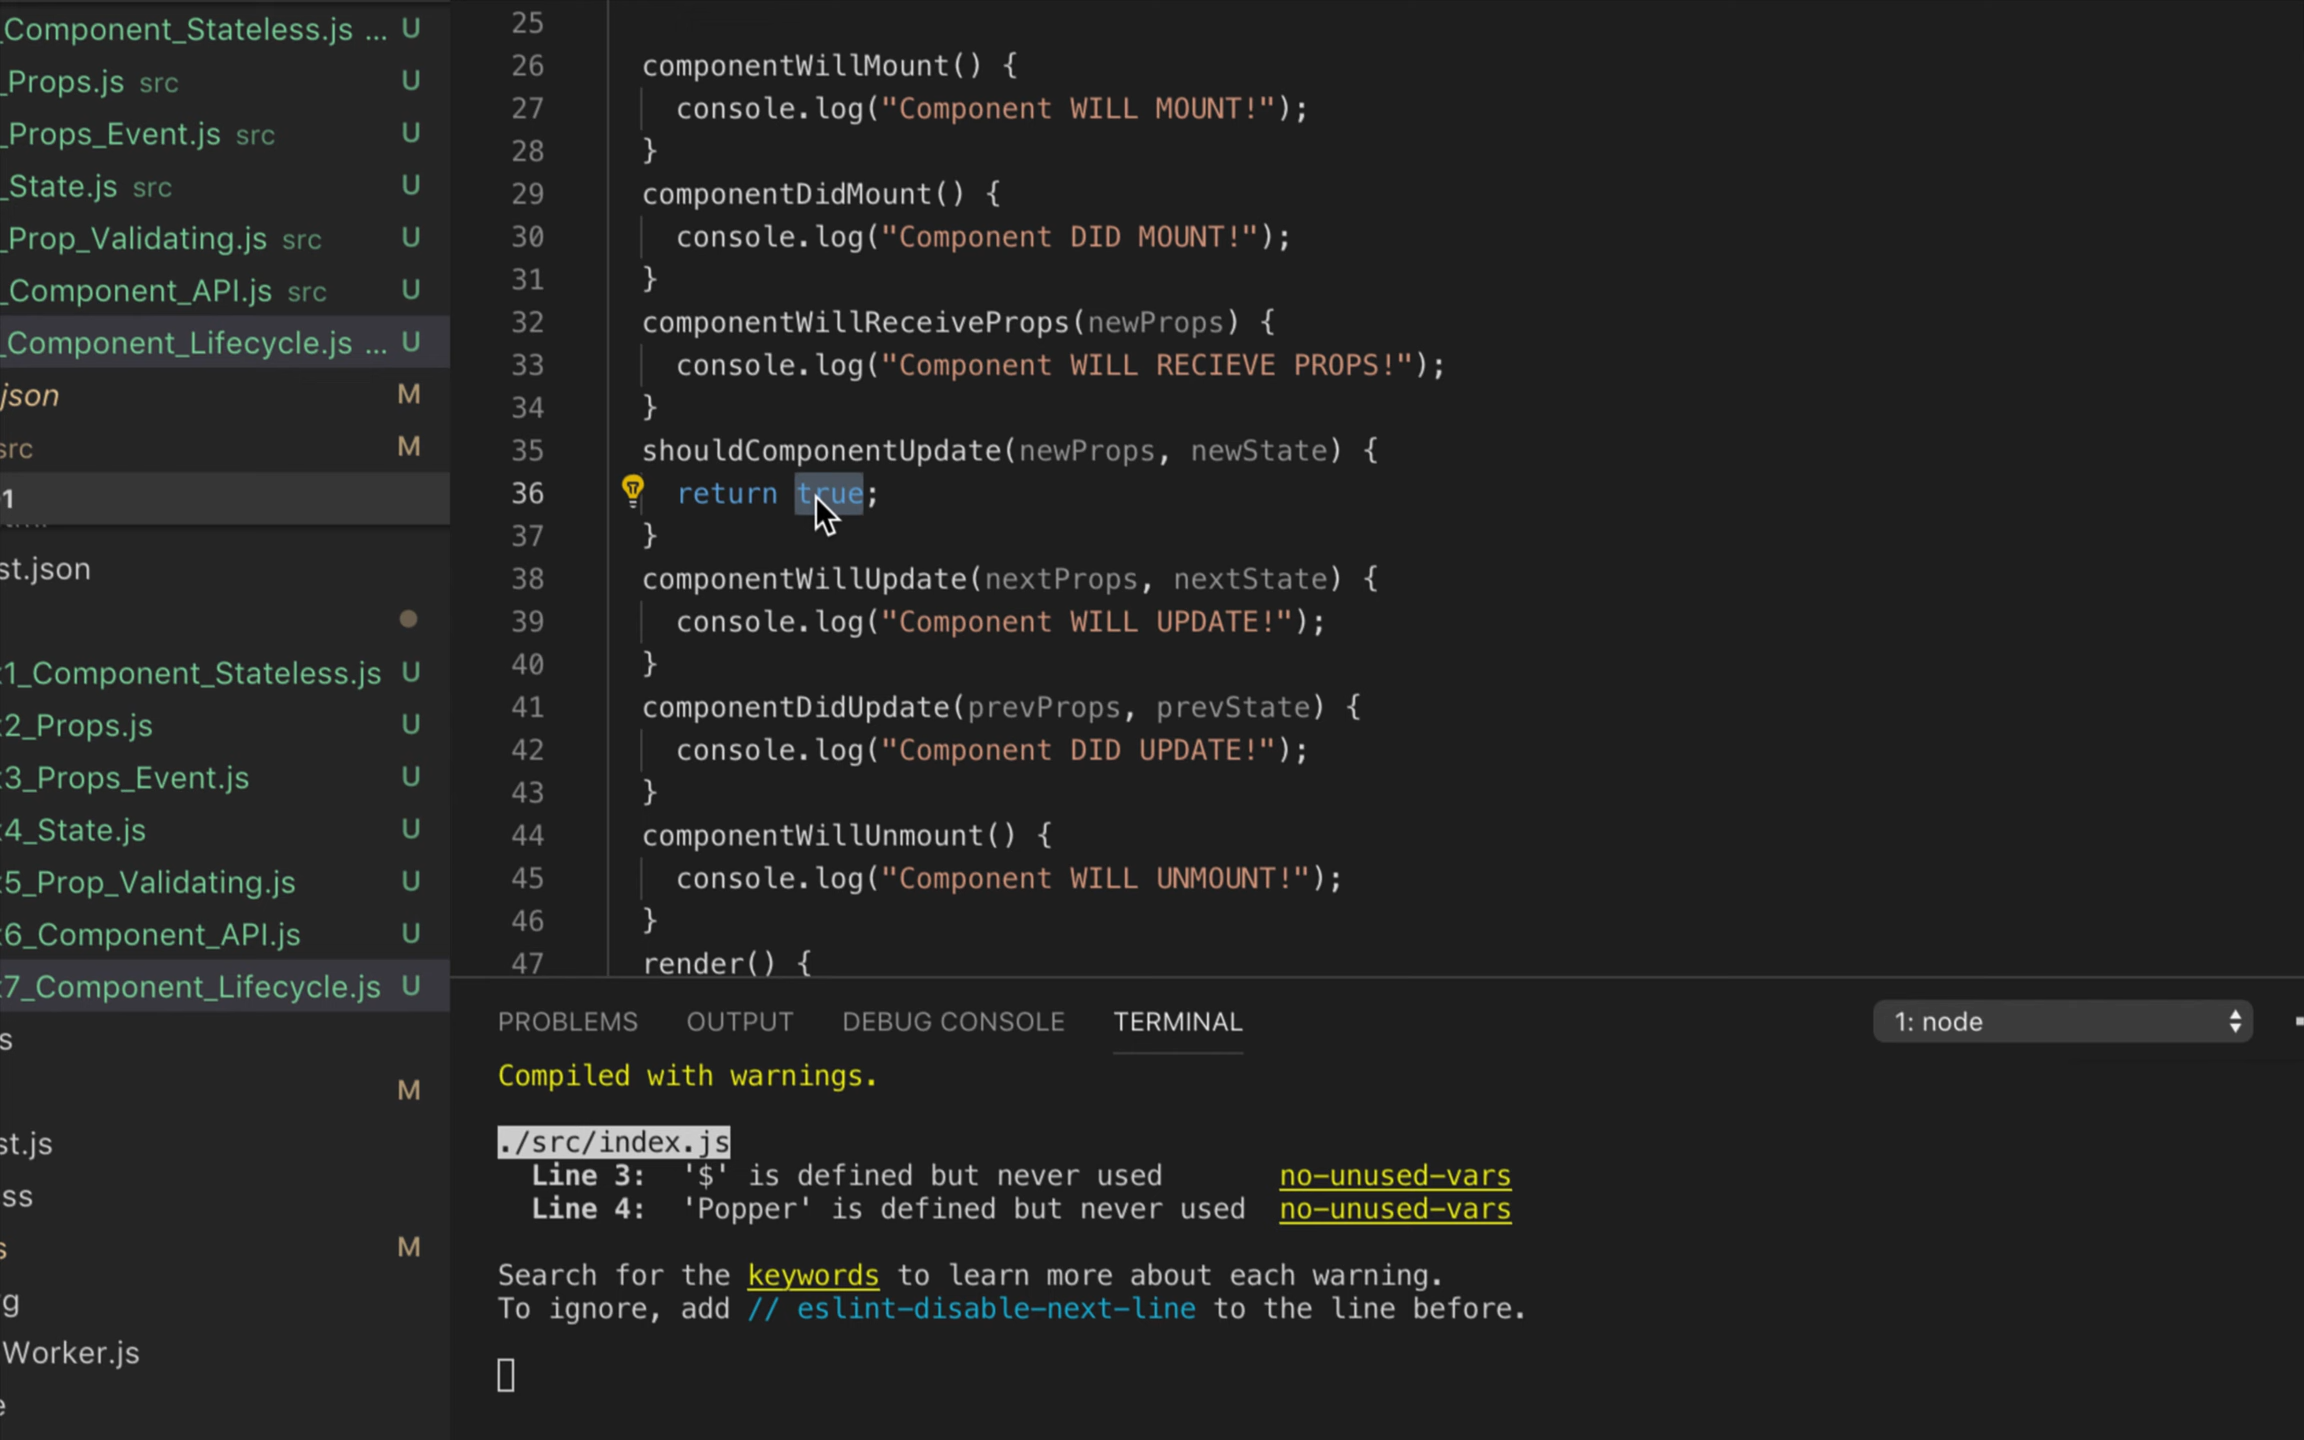 _Component_Stateless.js ... U
_Props.js src U
_Props_Event.js src U
_State.js src U
_Prop_Validating.js src U
_Component_API.js src U
_Component_Lifecycle.js ... U
json M
src M
1
st.json
1_Component_Stateless.js U
2_Props.js U
3_Props_Event.js U
4_State.js U
5_Prop_Validating.js U
6_Component_API.js U
7_Component_Lifecycle.js U
s
M
st.js
ss
s M
g
Worker.js
e
25
26 componentWillMount() {
27 console.log("Component WILL MOUNT!");
28 }
29 componentDidMount() {
30 console.log("Component DID MOUNT!");
31 }
32 componentWillReceiveProps(newProps) {
33 console.log("Component WILL RECIEVE PROPS!");
34 }
35 shouldComponentUpdate(newProps, newState) {
36 return true;
37 }
38 componentWillUpdate(nextProps, nextState) {
39 console.log("Component WILL UPDATE!");
40 }
41 componentDidUpdate(prevProps, prevState) {
42 console.log("Component DID UPDATE!");
43 }
44 componentWillUnmount() {
45 console.log("Component WILL UNMOUNT!");
46 }
47 render() {
PROBLEMS OUTPUT DEBUG CONSOLE TERMINAL 1: node
Compiled with warnings.
./src/index.js
Line 3: '$' is defined but never used no-unused-vars
Line 4: 'Popper' is defined but never used no-unused-vars
Search for the keywords to learn more about each warning.
To ignore, add // eslint-disable-next-line to the line before.